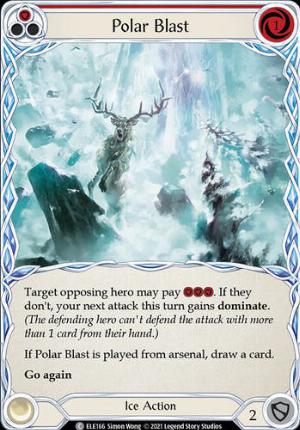 Polar Blast
1
Target opposing hero may pay. If they
don't, your next attack this turn gains dominate.
(The defending hero can't defend the attack with more
than 1 card from their hand.)
If Polar Blast is played from arsenal, draw a card.
Go again
Ice Action
2
C ELE166 Simon Wong © 2021 Legend Story Studios